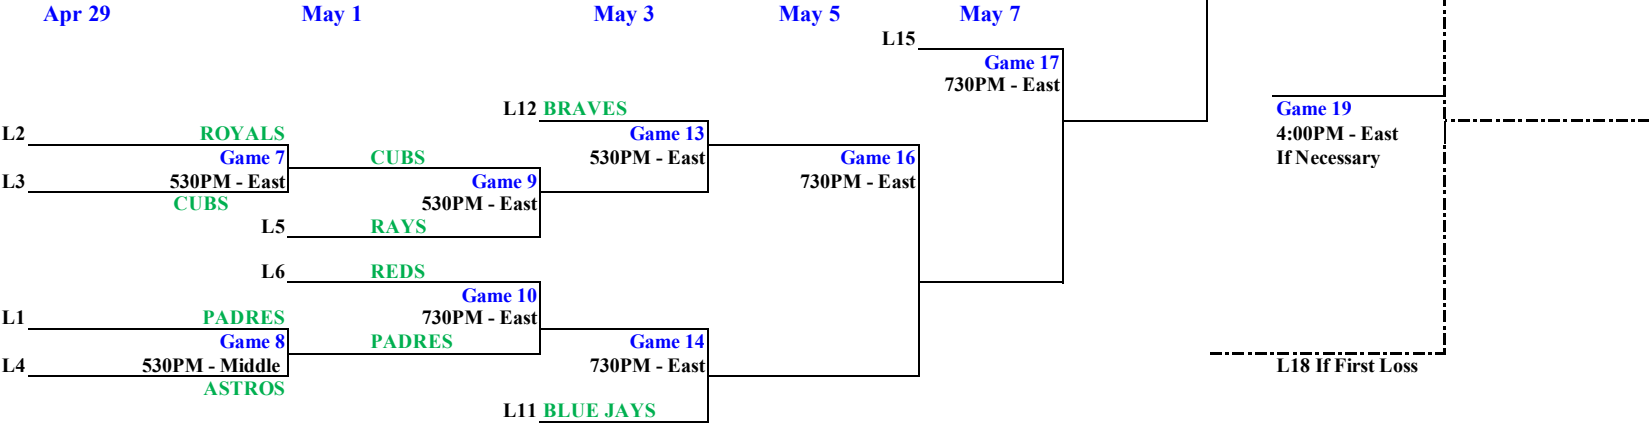 Apr 29 May 1 May 3 May 5 May 7
L15
Game 17
730PM - East
L12 BRAVES
Game 19
L2 ROYALS
Game 13
4:00PM - East
Game 7
CUBS
530PM - East
Game 16
If Necessary
L3 530PM - East
Game 9
730PM - East
CUBS
530PM - East
L5 RAYS
L6 REDS
Game 10
L1 PADRES
730PM - East
Game 8
PADRES
Game 14
L4 530PM - Middle
730PM - East
L18 If First Loss
ASTROS
L11 BLUE JAYS